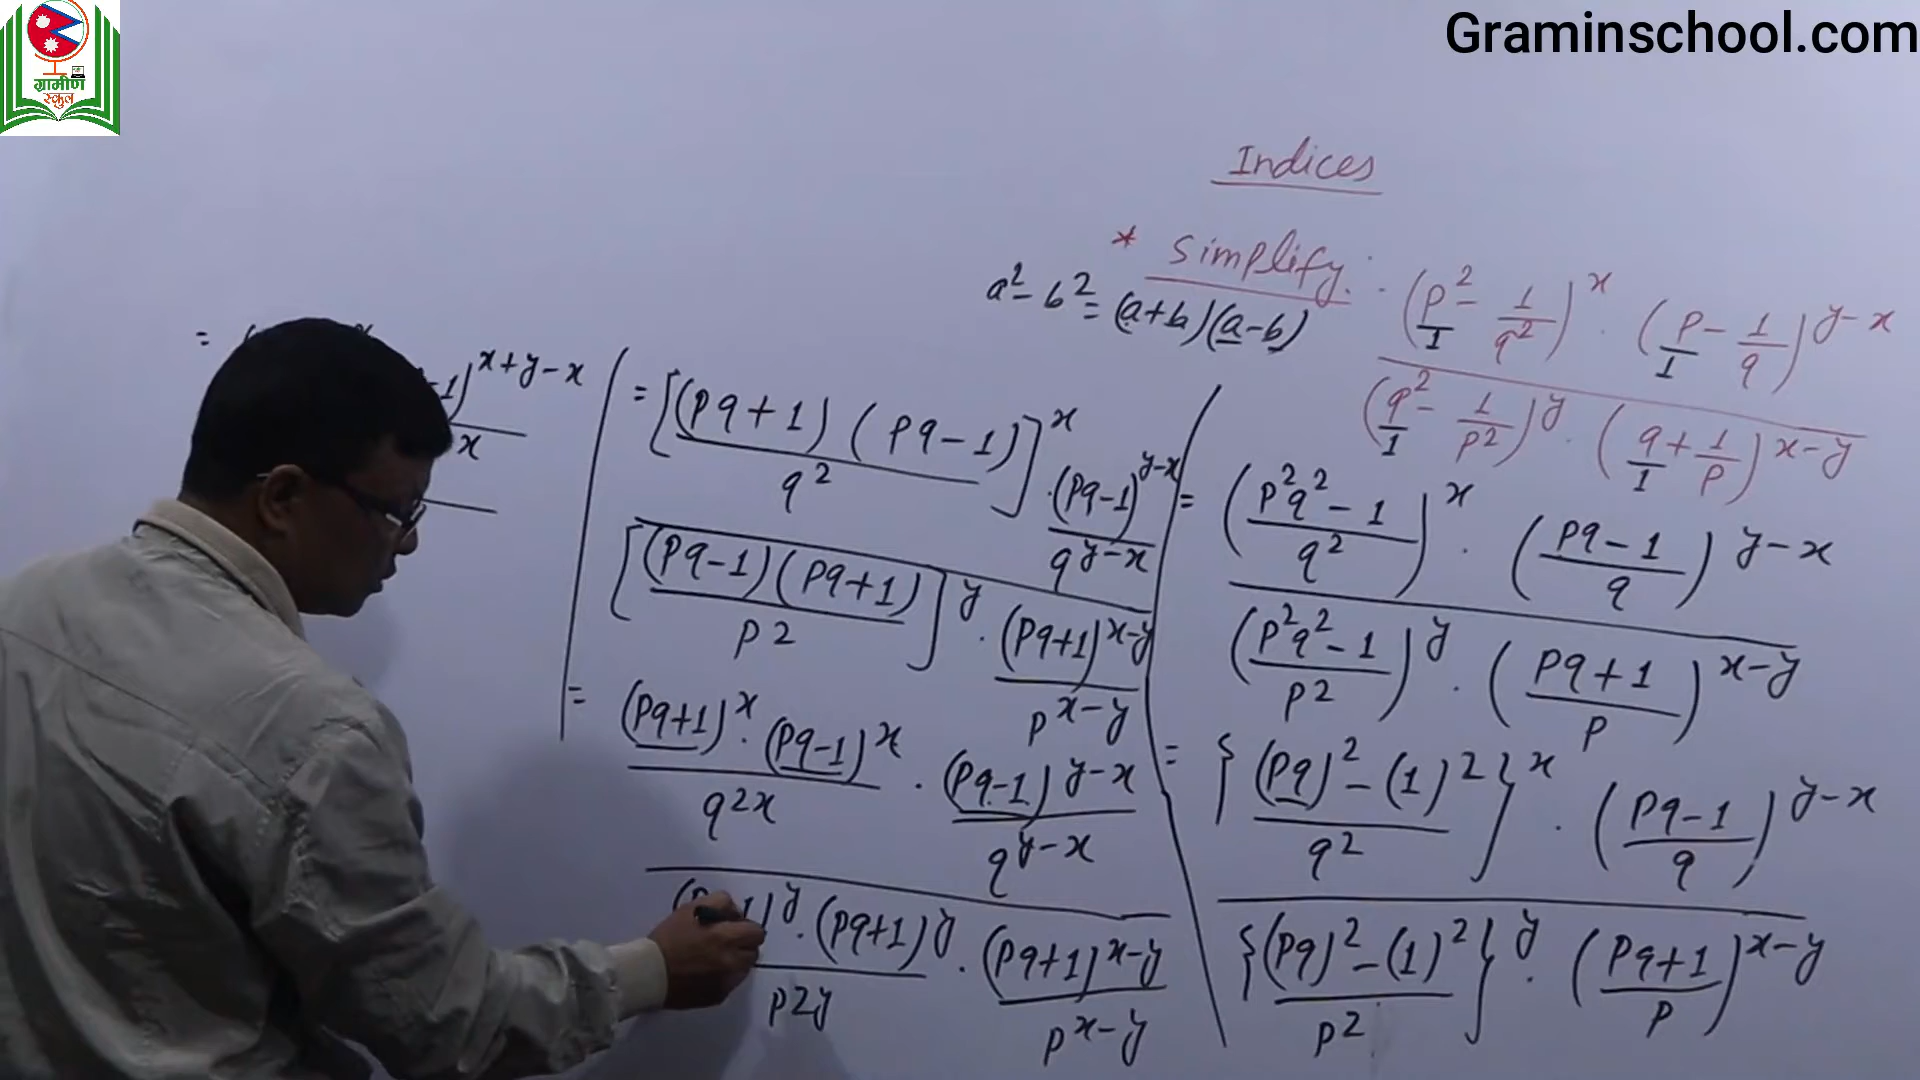 Graminschool.com
ग्रामीण
स्कुल
Indices
* Simplify:- (p² - 1/q²)^x · (p - 1/q)^(y-x)
(q² - 1/p²)^y · (q + 1/p)^(x-y)
1 1
1 1
a² - b² = (a+b)(a-b)
= (p²q² - 1/q²)^x · (pq - 1/q)^(y-x)
(p²q² - 1/p²)^y · (pq + 1/p)^(x-y)
= {(pq)² - (1)²/q²}^x · (pq - 1/q)^(y-x)
{(pq)² - (1)²/p²}^y · (pq + 1/p)^(x-y)
= [(pq + 1)(pq - 1)/q²]^x · (pq - 1)^(y-x)/q^(y-x)
[(pq - 1)(pq + 1)/p²]^y · (pq + 1)^(x-y)/p^(x-y)
= (pq+1)^x · (pq-1)^x/q^2x · (pq-1)^(y-x)/q^(y-x)
1)^y · (pq+1)^y/p^2y · (pq+1)^(x-y)/p^(x-y)
=
-1)^(x+y-x)
x